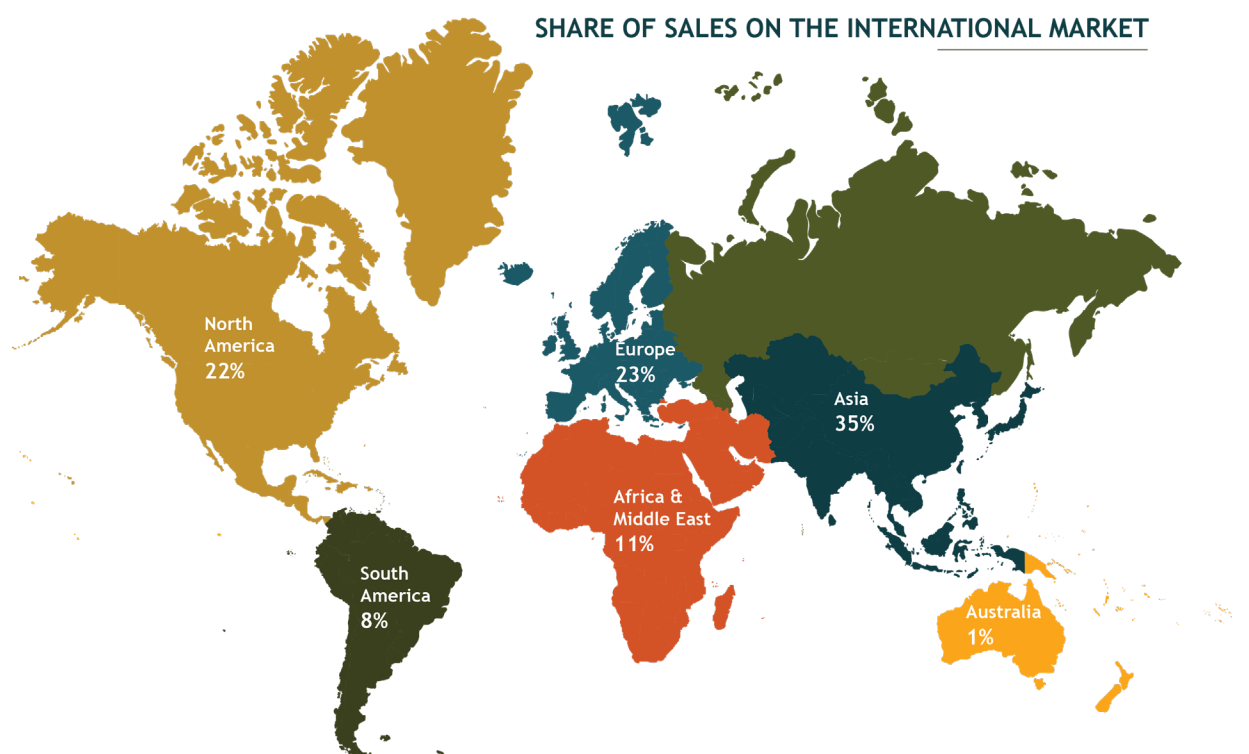 SHARE OF SALES ON THE INTERNATIONAL MARKET
North
America
22%
Europe
23%
Asia
35%
Africa &
Middle East
11%
South
America
8%
Australia
1%